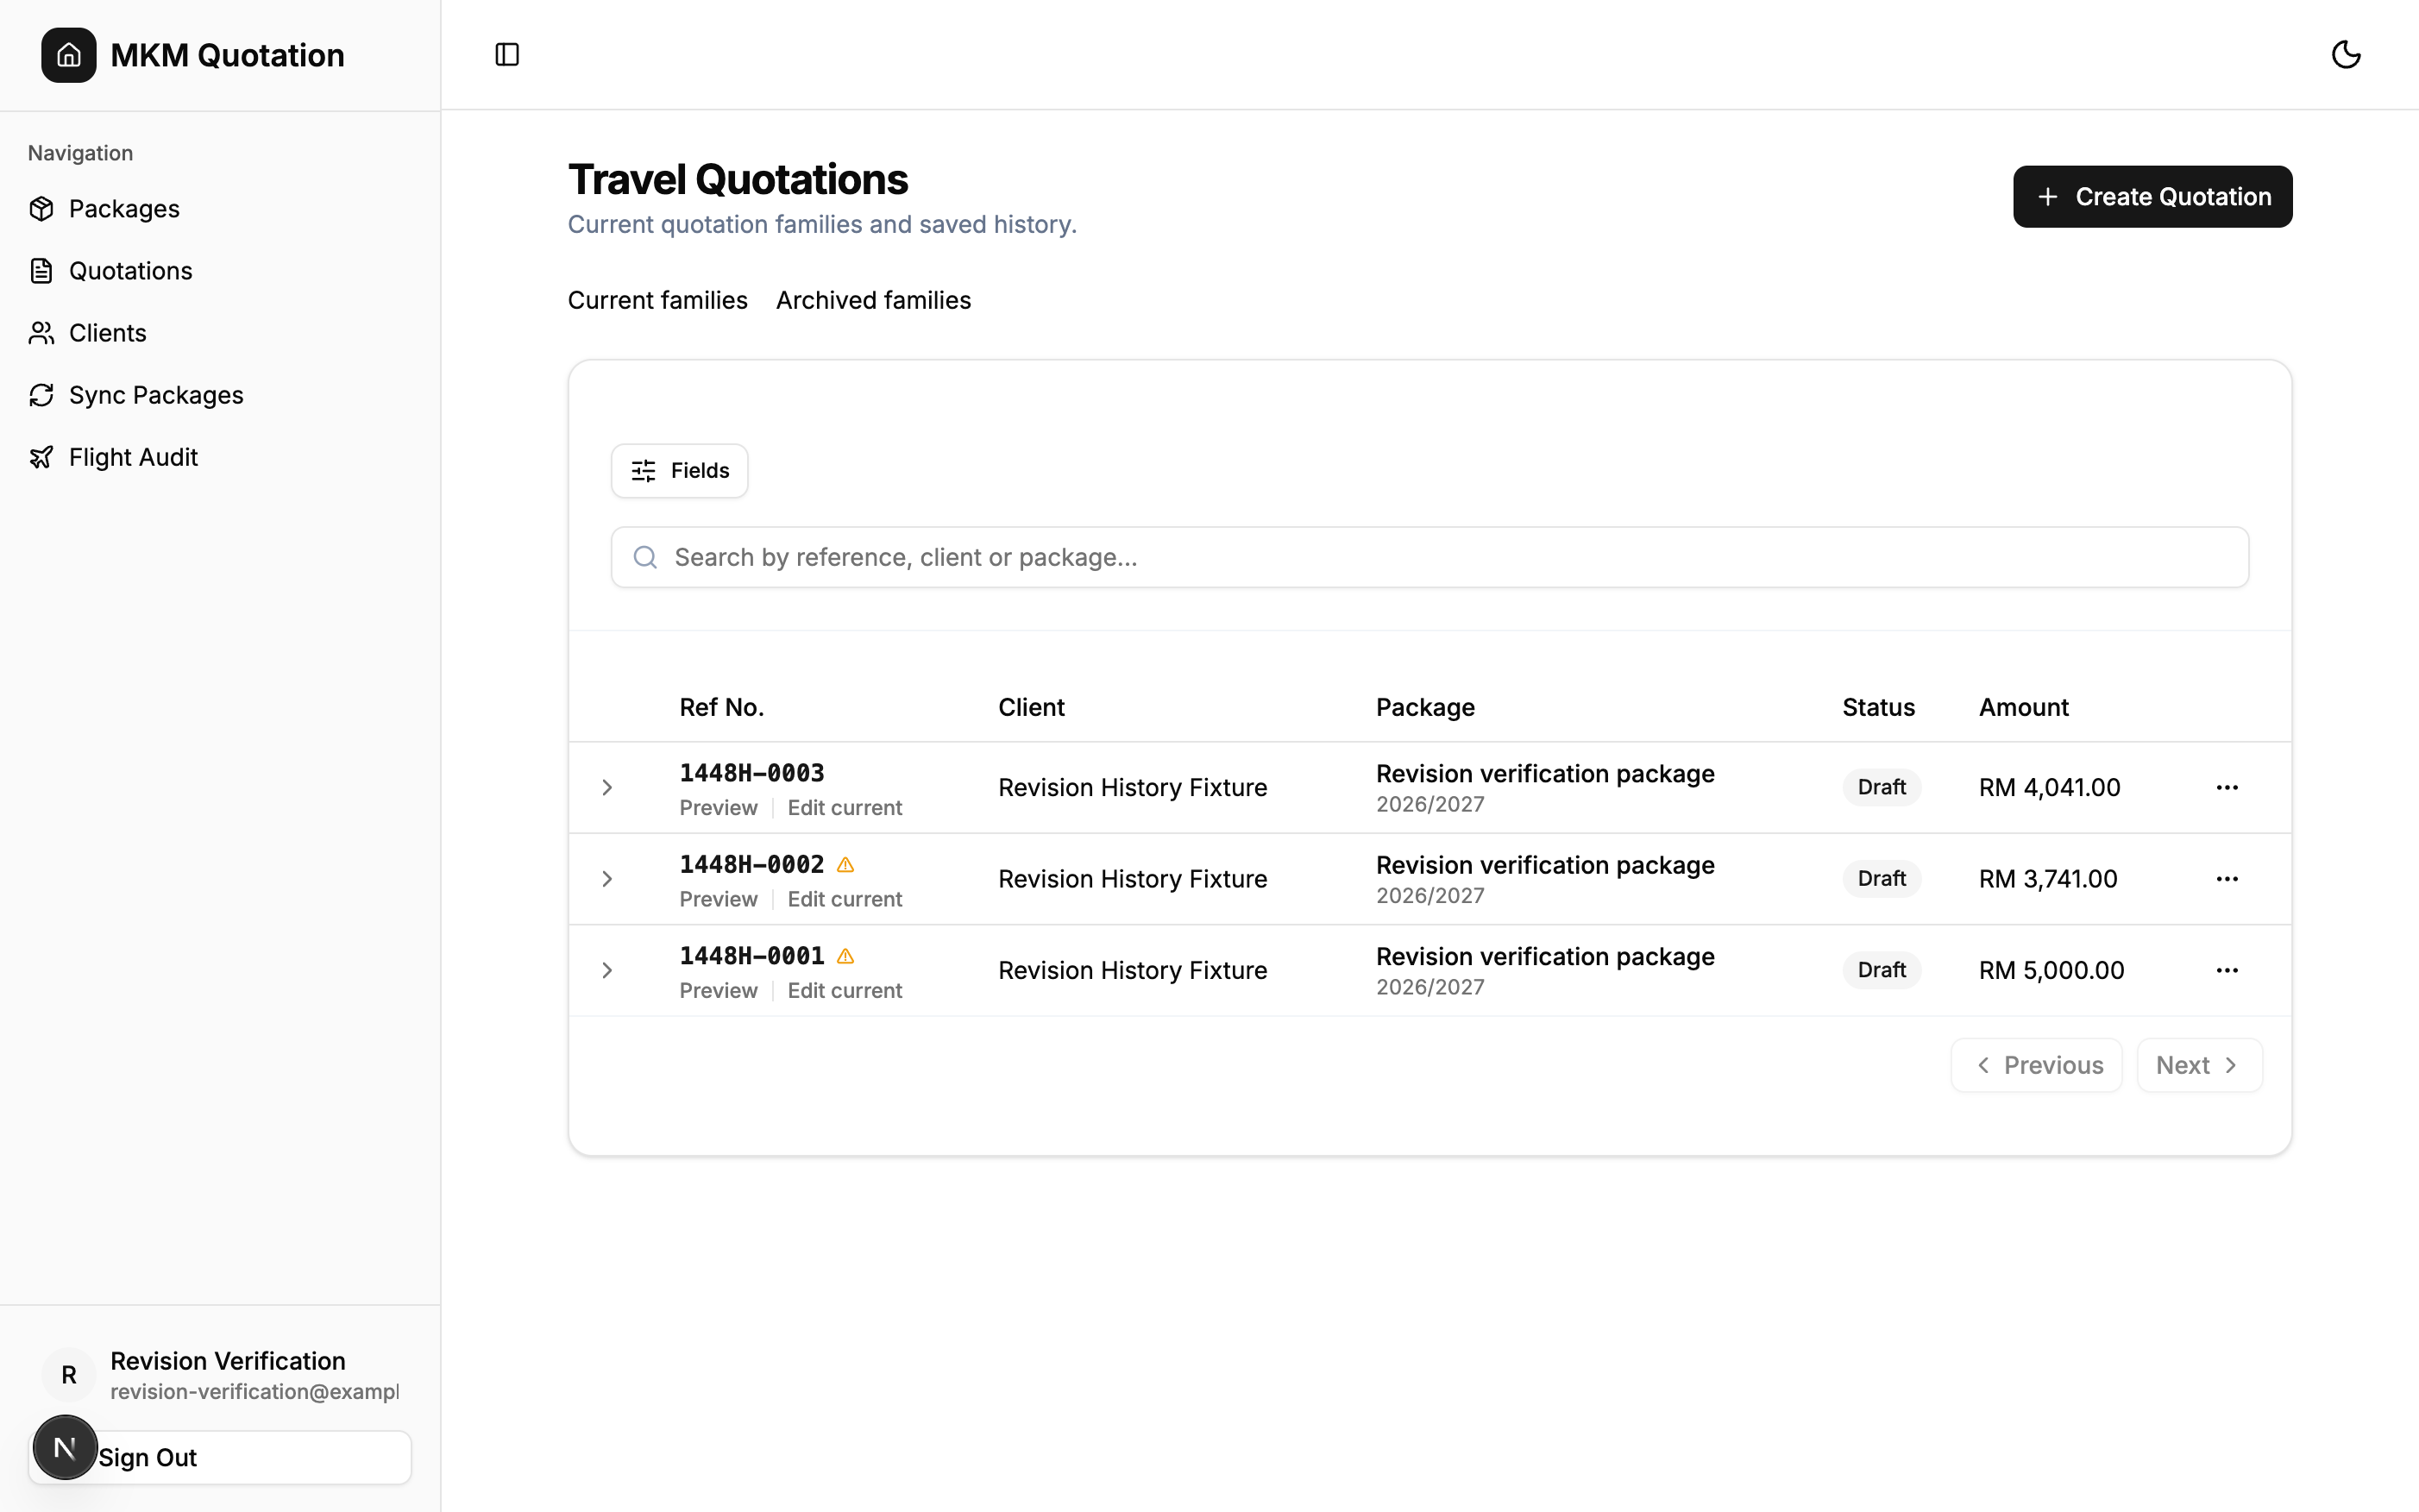 MKM Quotation
Navigation
Packages
Quotations
Clients
Sync Packages
Flight Audit
Revision Verification
R
revision-verification@exampl
N
Sign Out
Travel Quotations
Current quotation families and saved history.
Create Quotation
Current families Archived families
Fields
Search by reference, client or package...
Ref No. Client Package Status Amount
1448H-0003
Preview Edit current
Revision History Fixture
Revision verification package
2026/2027
Draft
RM 4,041.00
1448H-0002
Preview Edit current
Revision History Fixture
Revision verification package
2026/2027
Draft
RM 3,741.00
1448H-0001
Preview Edit current
Revision History Fixture
Revision verification package
2026/2027
Draft
RM 5,000.00
Previous Next